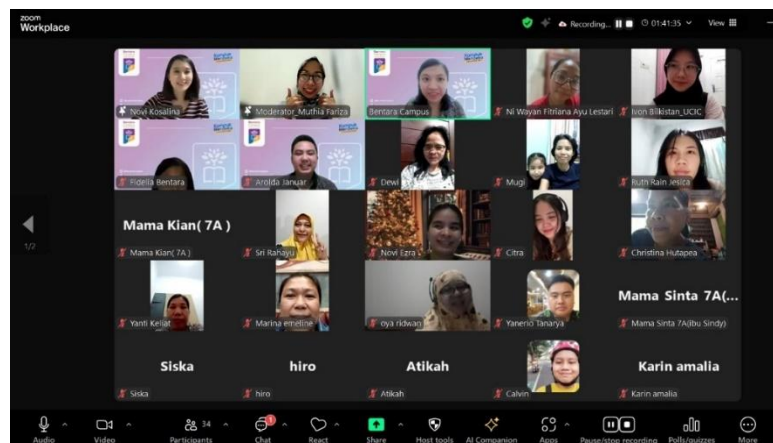 zoom
Workplace
Recording...
01:41:35
View
Novi Kosalina
Moderator_Muthia Fariza
Bentara Campus
Ni Wayan Fitriana Ayu Lestari
Ivon Bilkistan_UCIC
Fidelia Bentara
Arolda Januar
Dewi
Mugi
Ruth Rain Jesica
Mama Kian( 7A )
Mama Kian( 7A )
Sri Rahayu
Novi Ezra
Citra
Christina Hutapea
Yanti Keliat
Marina emeline
oya ridwan
Yanerio Tanarya
Mama Sinta 7A(...
Mama Sinta 7A(Ibu Sindy)
Siska
Siska
hiro
hiro
Atikah
Atikah
Calvin
Karin amalia
Karin amalia
1/2
Audio
Video
34
Participants
1
Chat
React
Share
Host tools
AI Companion
Apps
Pause/stop recording
Polls/quizzes
More